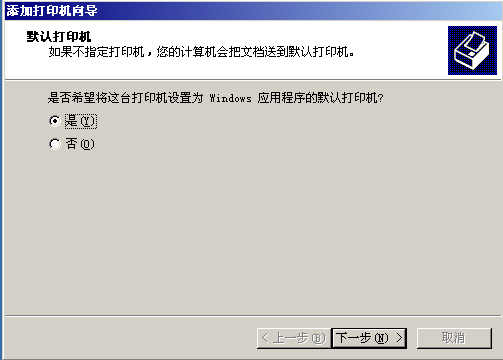 添加打印机向导
默认打印机
如果不指定打印机，您的计算机会把文档送到默认打印机。
是否希望将这台打印机设置为 Windows 应用程序的默认打印机?
是(Y)
否(O)
< 上一步(B) 下一步(N) > 取消